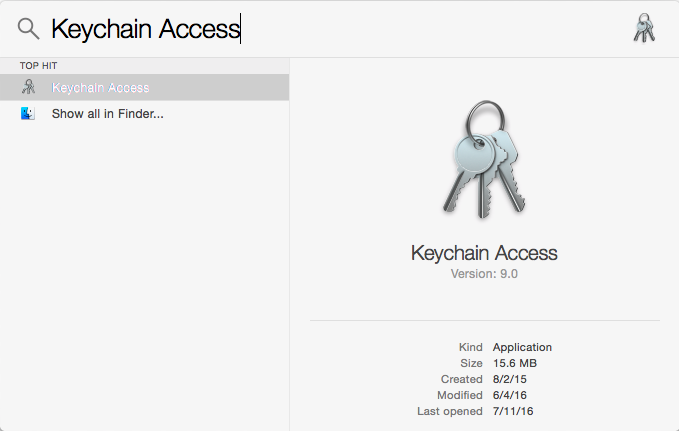 Keychain Access
TOP HIT
Keychain Access
Show all in Finder...
Keychain Access
Version: 9.0
Kind Application
Size 15.6 MB
Created 8/2/15
Modified 6/4/16
Last opened 7/11/16